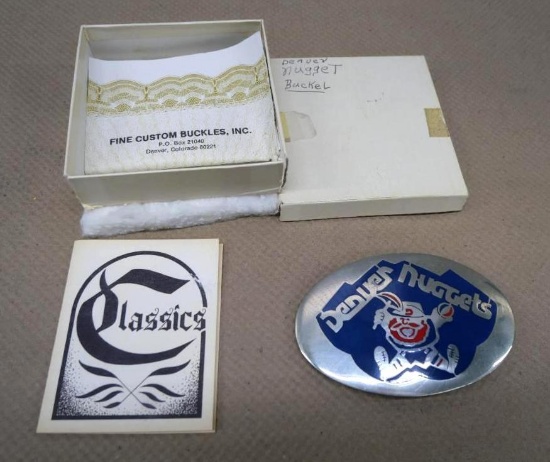 FINE CUSTOM BUCKLES, INC.
P.O. Box 21040
Denver, Colorado 80221
Denver
nuggeT
BuckeL
Classics
Denver Nuggets